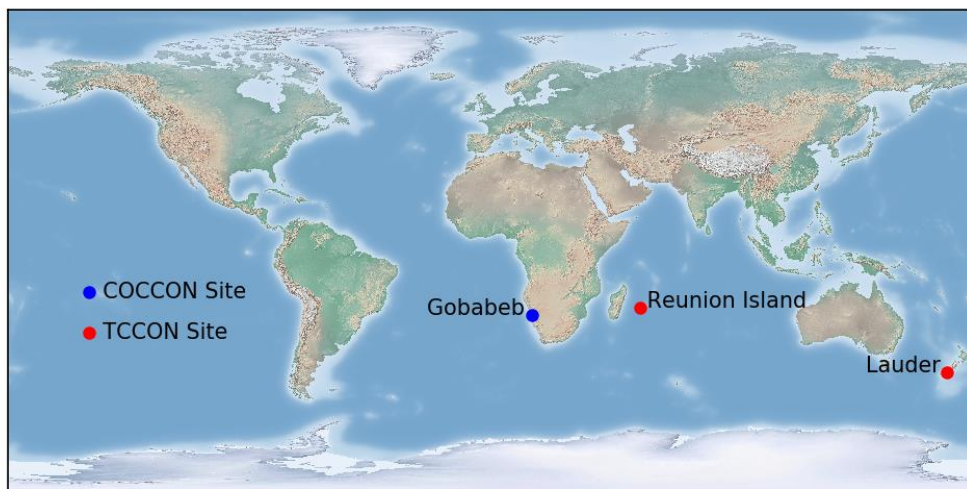 COCCON Site
TCCON Site
Gobabeb
Reunion Island
Lauder